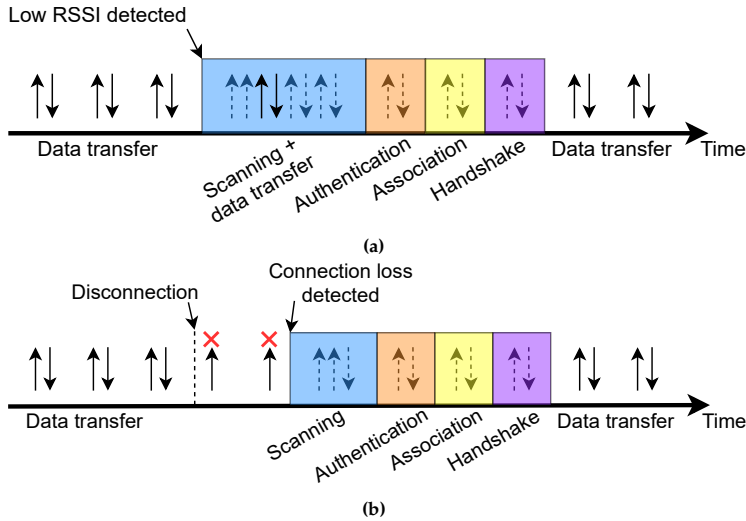 Low RSSI detected
Data transfer
Scanning +
data transfer
Authentication
Association
Handshake
Data transfer
Time
(a)
Disconnection
Connection loss
detected
Data transfer
Scanning
Authentication
Association
Handshake
Data transfer
Time
(b)